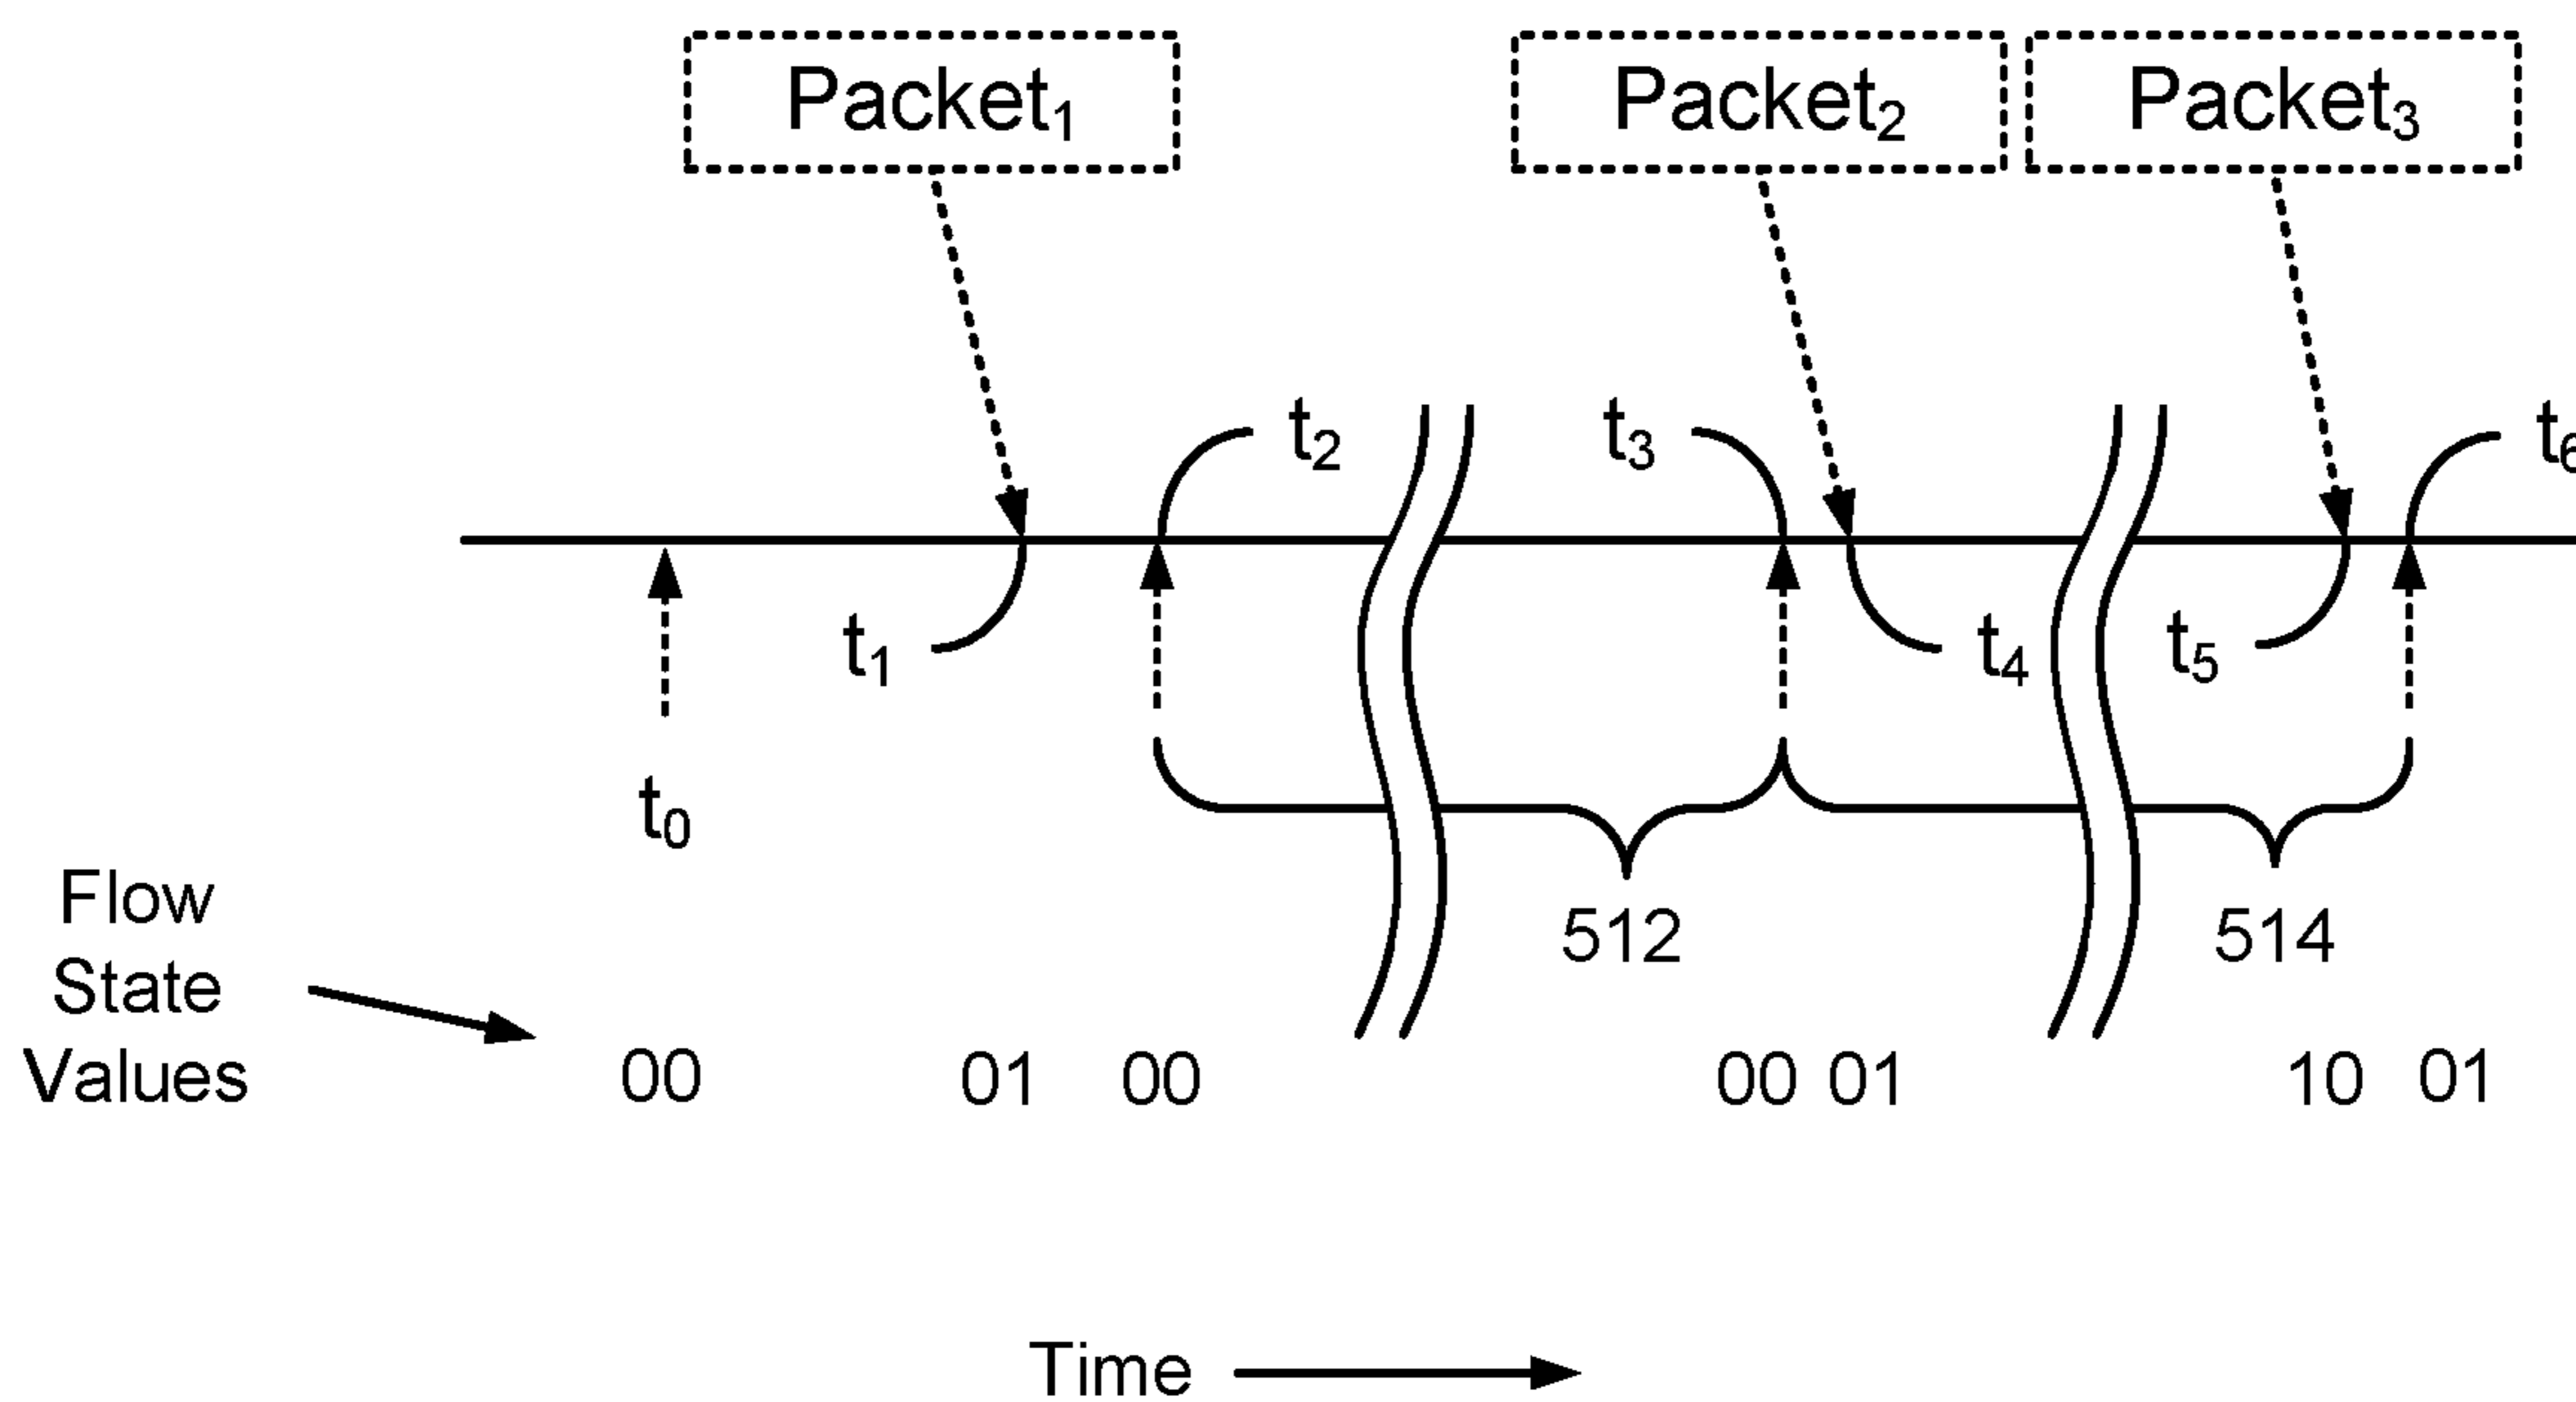 Packet₁ Packet₂ Packet₃
t₂ t₃ t₆
t₁ t₄ t₅
t₀
Flow
State
Values
512 514
00 01 00 00 01 10 01
Time